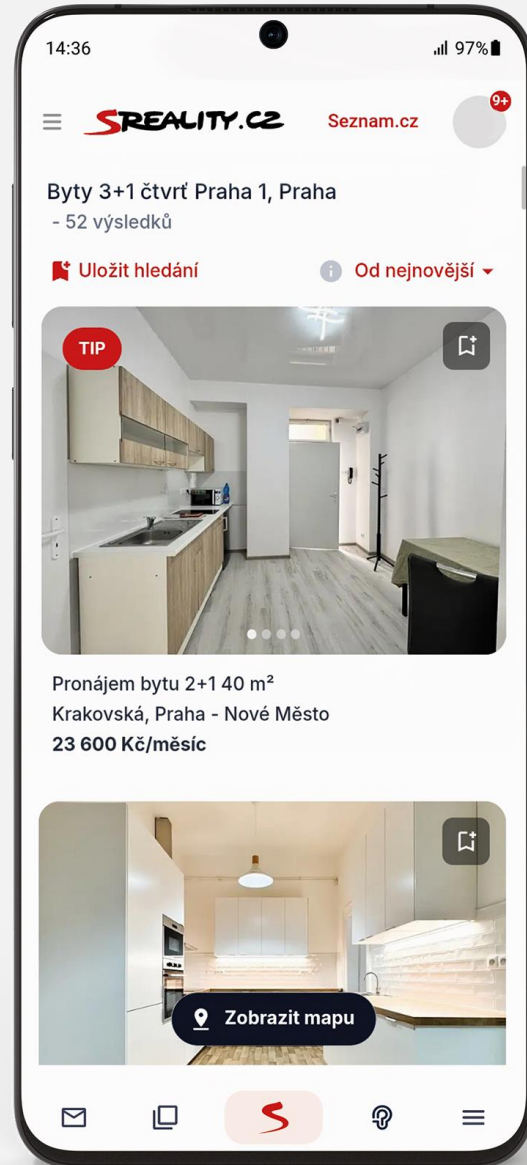 14:36
97%
SREALITY.CZ
Seznam.cz
9+
Byty 3+1 čtvrť Praha 1, Praha
- 52 výsledků
Uložit hledání
i
Od nejnovější
TIP
Pronájem bytu 2+1 40 m²
Krakovská, Praha - Nové Město
23 600 Kč/měsíc
Zobrazit mapu
S